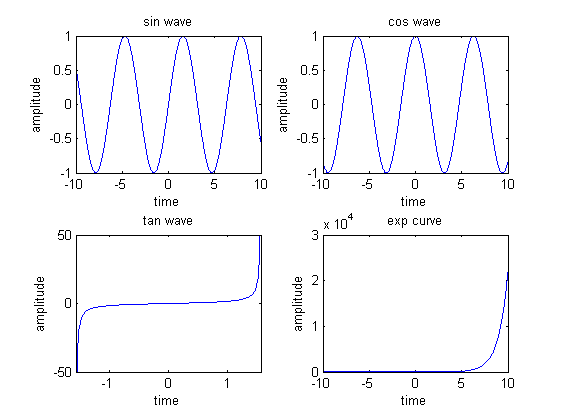 sin wave
1
0.5
0
-0.5
-1
-10 -5 0 5 10
amplitude
time
cos wave
1
0.5
0
-0.5
-1
-10 -5 0 5 10
amplitude
time
tan wave
50
0
-50
-1 0 1
amplitude
time
exp curve
x 10^4
3
2
1
0
-10 -5 0 5 10
amplitude
time